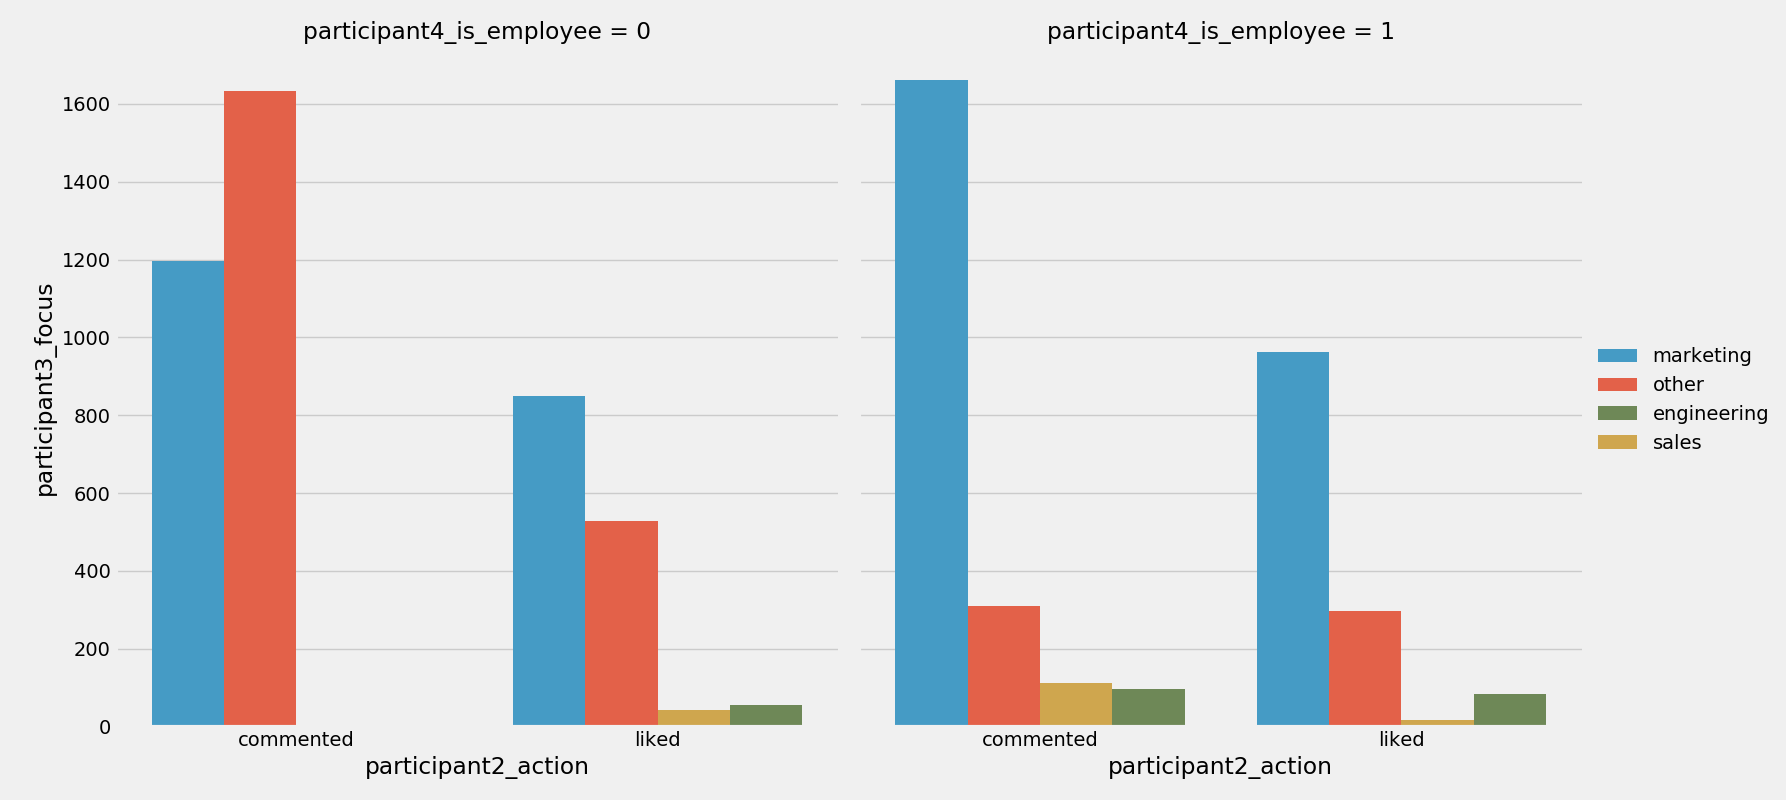 participant4_is_employee = 0
participant4_is_employee = 1
participant3_focus
1600
1400
1200
1000
800
600
400
200
0
commented
liked
commented
liked
participant2_action
participant2_action
marketing
other
engineering
sales